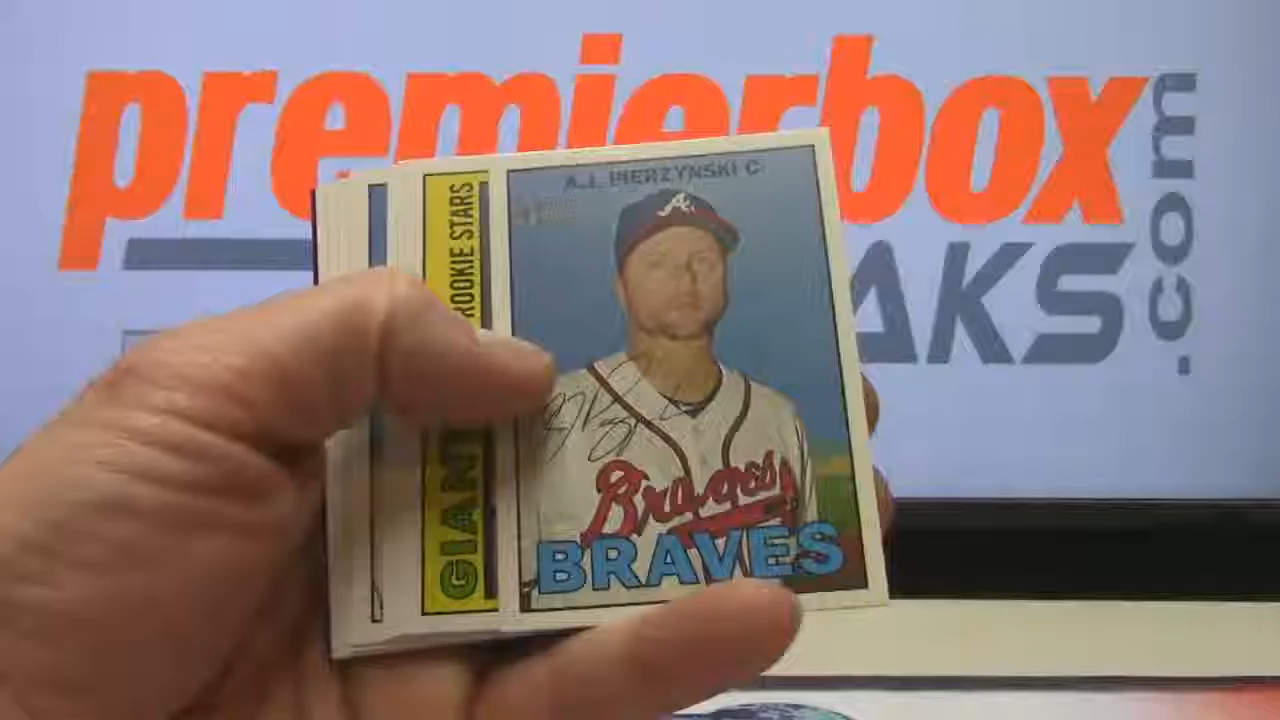 premierbox
AKS
.com
A.J. PIERZYNSKI C
ROOKIE STARS
GIANT
Braves
BRAVES
A